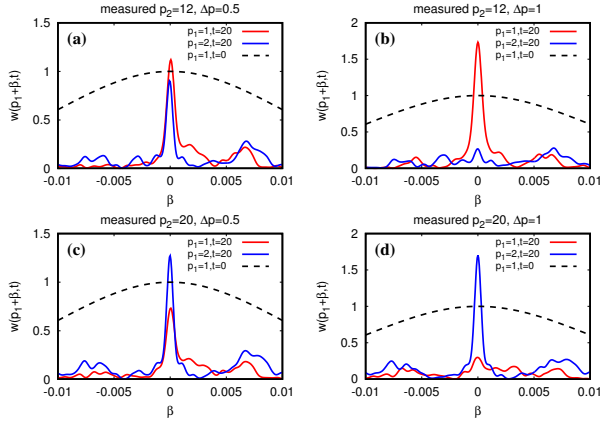 measured p₂=12, Δp=0.5
(a)
p₁=1,t=20
p₁=2,t=20
p₁=1,t=0
w(p₁+β,t)
1.5
1
0.5
0
-0.01 -0.005 0 0.005 0.01
β
measured p₂=12, Δp=1
(b)
p₁=1,t=20
p₁=2,t=20
p₁=1,t=0
w(p₁+β,t)
2
1.5
1
0.5
0
-0.01 -0.005 0 0.005 0.01
β
measured p₂=20, Δp=0.5
(c)
p₁=1,t=20
p₁=2,t=20
p₁=1,t=0
w(p₁+β,t)
1.5
1
0.5
0
-0.01 -0.005 0 0.005 0.01
β
measured p₂=20, Δp=1
(d)
p₁=1,t=20
p₁=2,t=20
p₁=1,t=0
w(p₁+β,t)
2
1.5
1
0.5
0
-0.01 -0.005 0 0.005 0.01
β